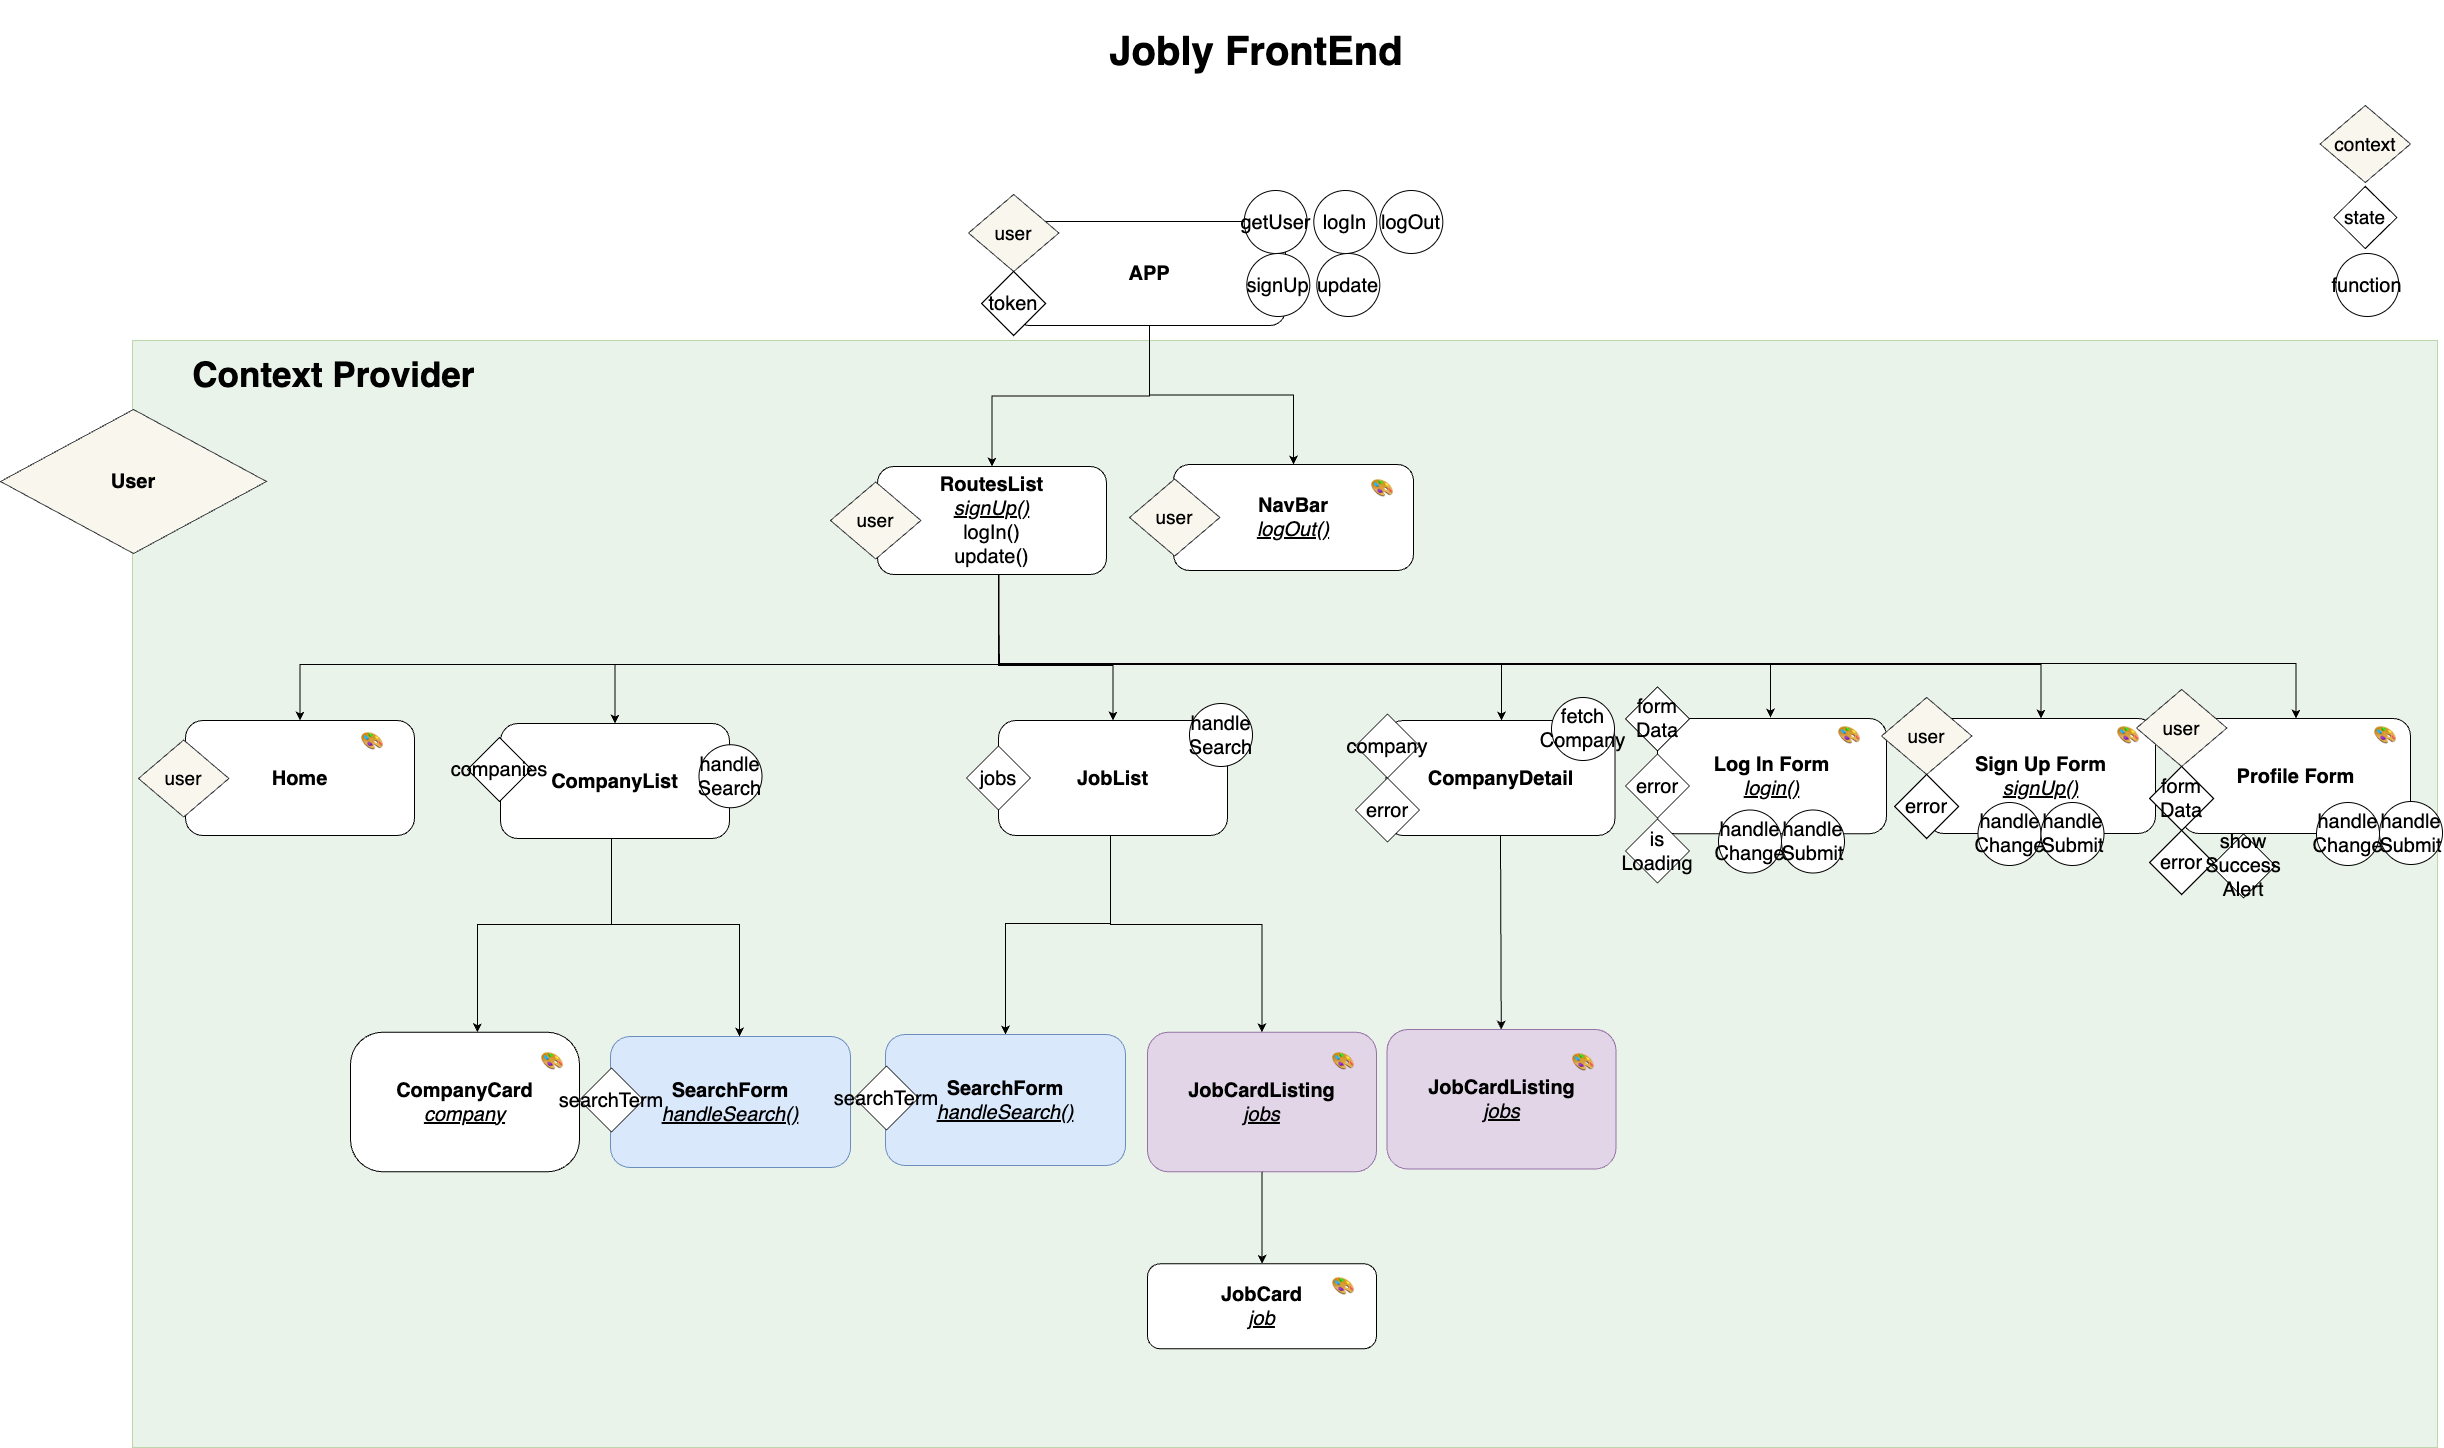 Jobly FrontEnd
context
state
function
user
token
APP
getUser
logIn
logOut
signUp
update
Context Provider
User
user
RoutesList
signUp()
logIn()
update()
user
NavBar
logOut()
user
Home
companies
CompanyList
handle
Search
jobs
JobList
handle
Search
company
error
CompanyDetail
fetch
Company
form
Data
error
is
Loading
Log In Form
login()
handle
Change
handle
Submit
user
error
Sign Up Form
signUp()
handle
Change
handle
Submit
user
form
Data
error
show
Success
Alert
Profile Form
handle
Change
handle
Submit
CompanyCard
company
searchTerm
SearchForm
handleSearch()
searchTerm
SearchForm
handleSearch()
JobCardListing
jobs
JobCardListing
jobs
JobCard
job